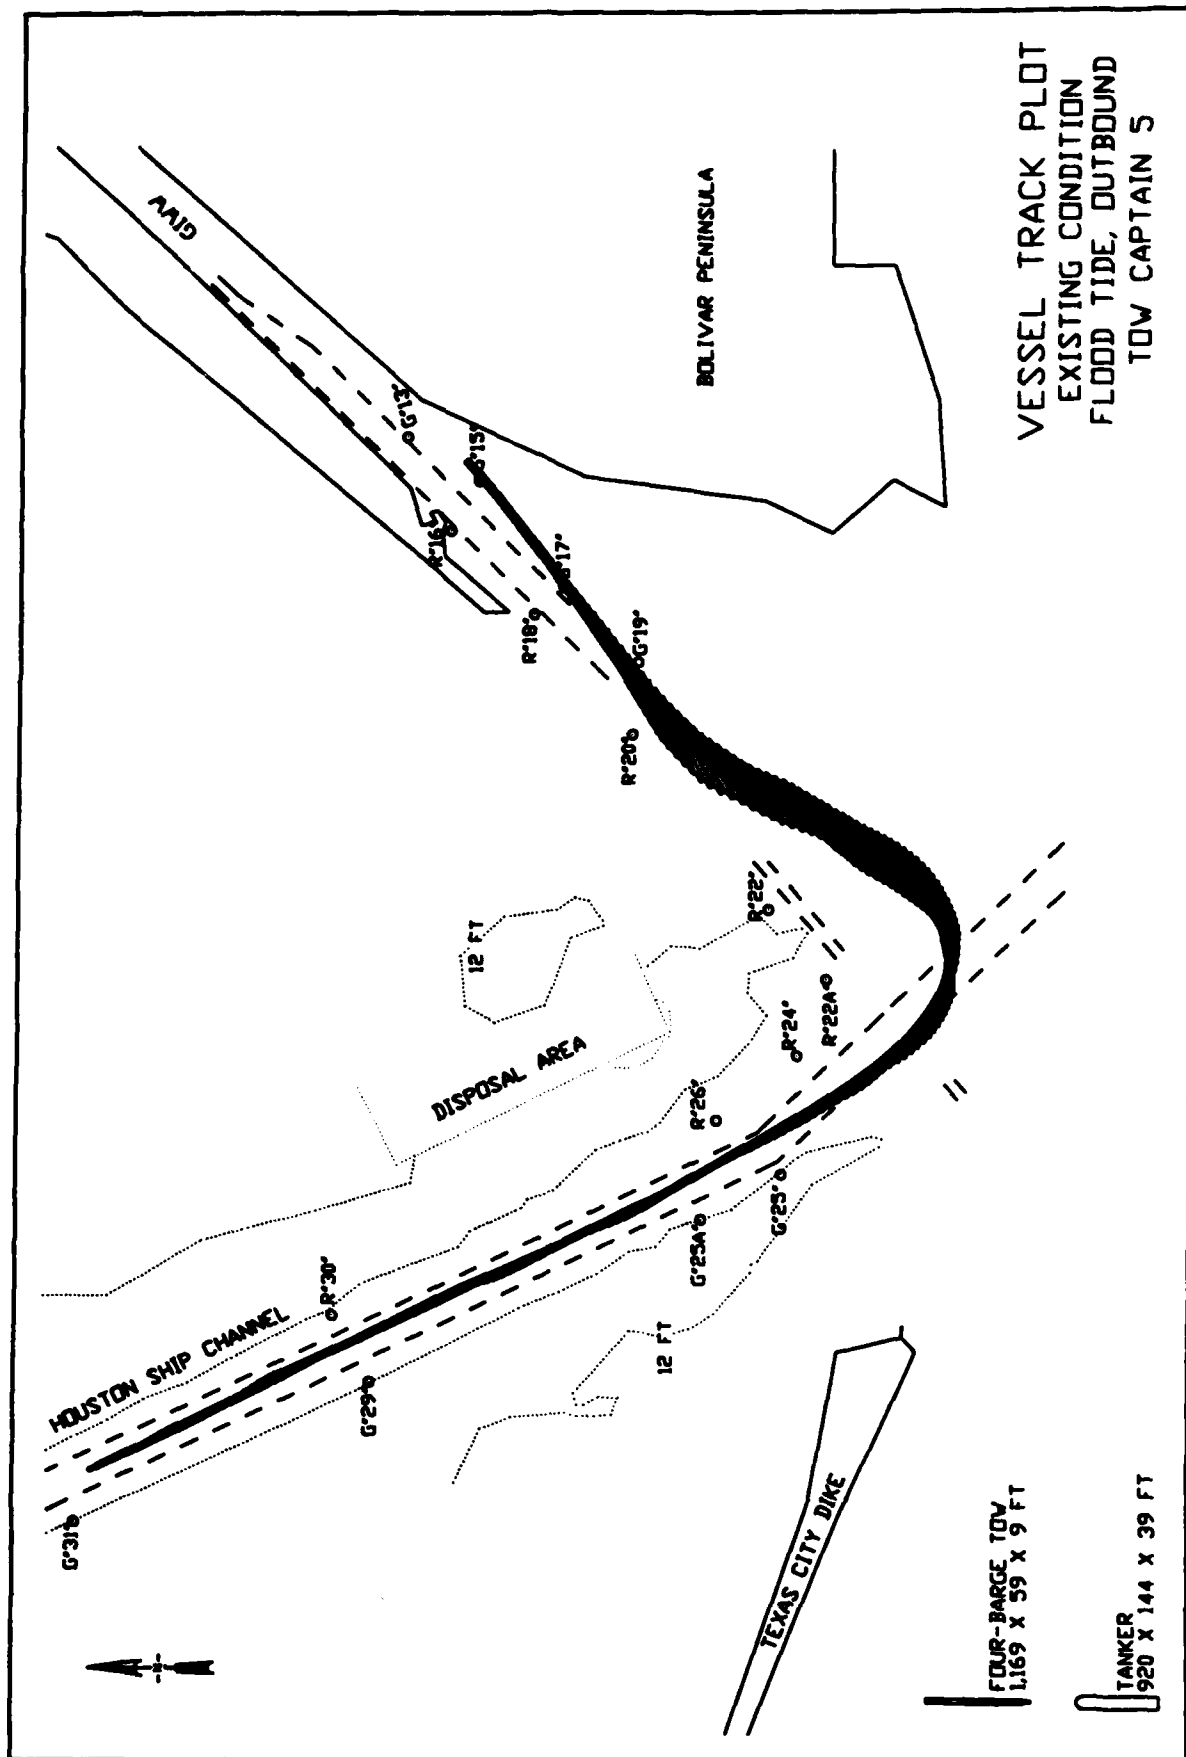 VESSEL TRACK PLOT
EXISTING CONDITION
FLOOD TIDE, OUTBOUND
TOW CAPTAIN 5
GIWW
BOLIVAR PENINSULA
G"13"
G"15"
R"16"
G"17"
R"18"
G"19"
R"20"
R"22"
R"22A"
R"24"
R"26"
G"25"
G"25A"
12 FT
DISPOSAL AREA
R"30"
G"29"
HOUSTON SHIP CHANNEL
G"31"
12 FT
TEXAS CITY DIKE
-N-
FOUR-BARGE TOW
1,169 X 59 X 9 FT
TANKER
920 X 144 X 39 FT